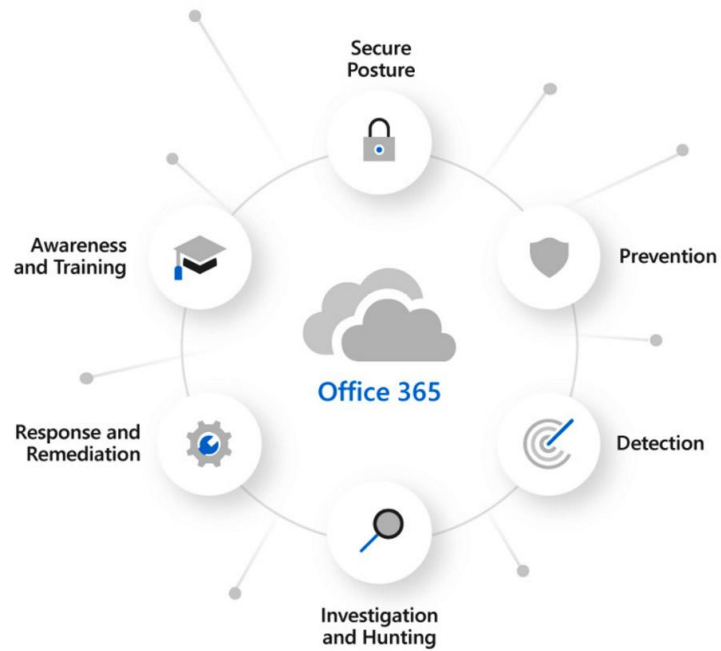 Secure
Posture
Awareness
and Training
Prevention
Office 365
Response and
Remediation
Detection
Investigation
and Hunting